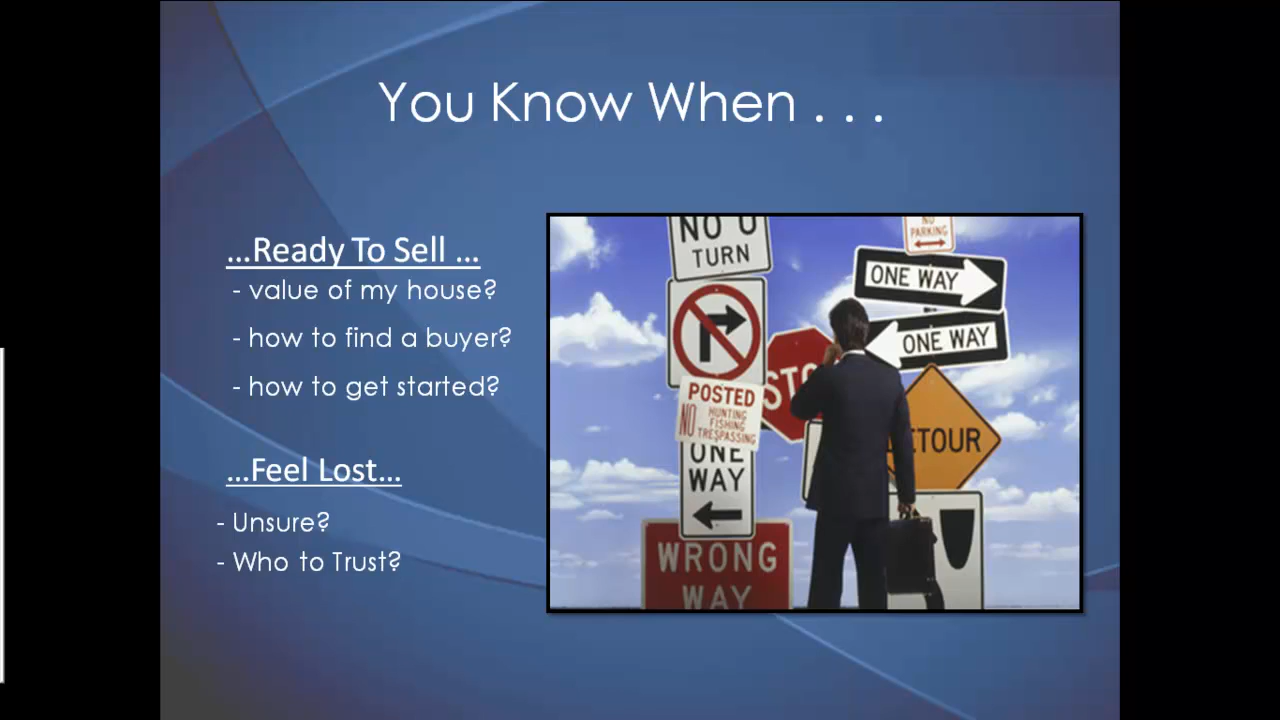 You Know When . . .
...Ready To Sell ...
- value of my house?
- how to find a buyer?
- how to get started?
...Feel Lost...
- Unsure?
- Who to Trust?
NO U
TURN
POSTED
NO HUNTING
FISHING
TRESPASSING
ONE
WAY
WRONG
WAY
NO
PARKING
ONE WAY
ONE WAY
STO
ETOUR